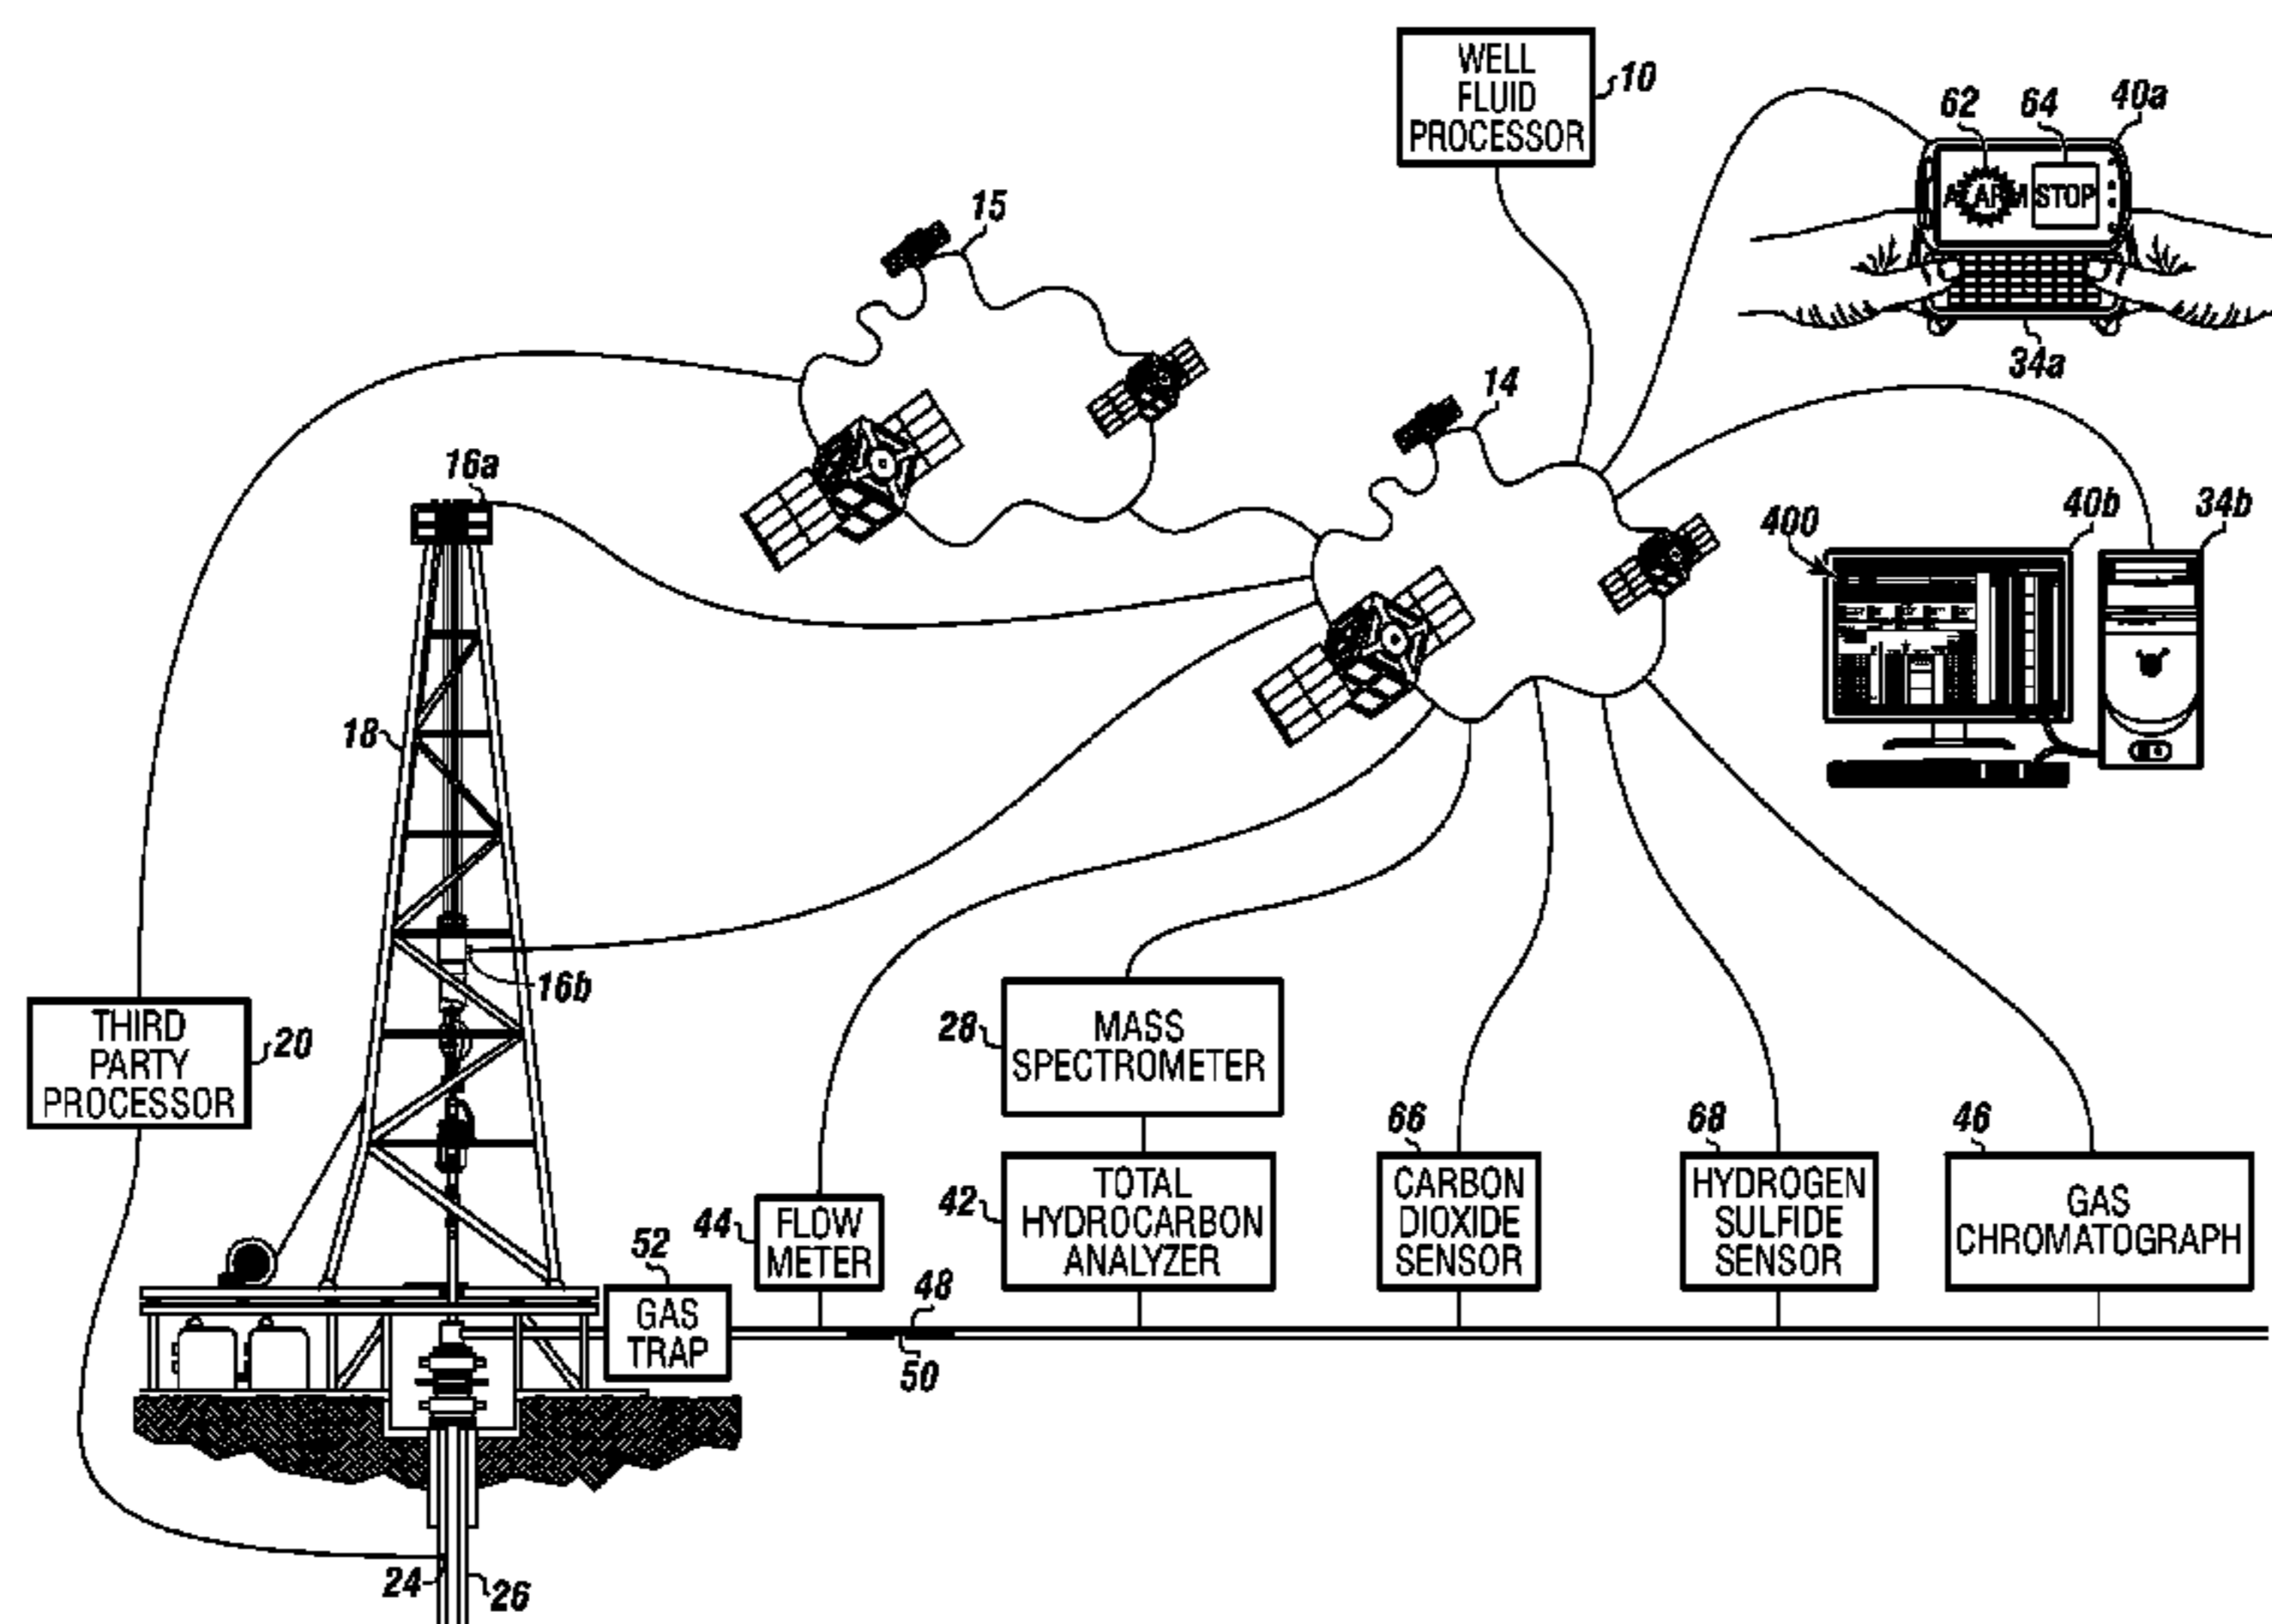 WELL
FLUID
PROCESSOR
10
62
64
40a
ALARM
STOP
34a
15
14
16a
400
40b
34b
18
16b
THIRD
PARTY
PROCESSOR
20
28
MASS
SPECTROMETER
66
68
46
42
TOTAL
HYDROCARBON
ANALYZER
CARBON
DIOXIDE
SENSOR
HYDROGEN
SULFIDE
SENSOR
GAS
CHROMATOGRAPH
44
FLOW
METER
52
GAS
TRAP
48
50
24
26